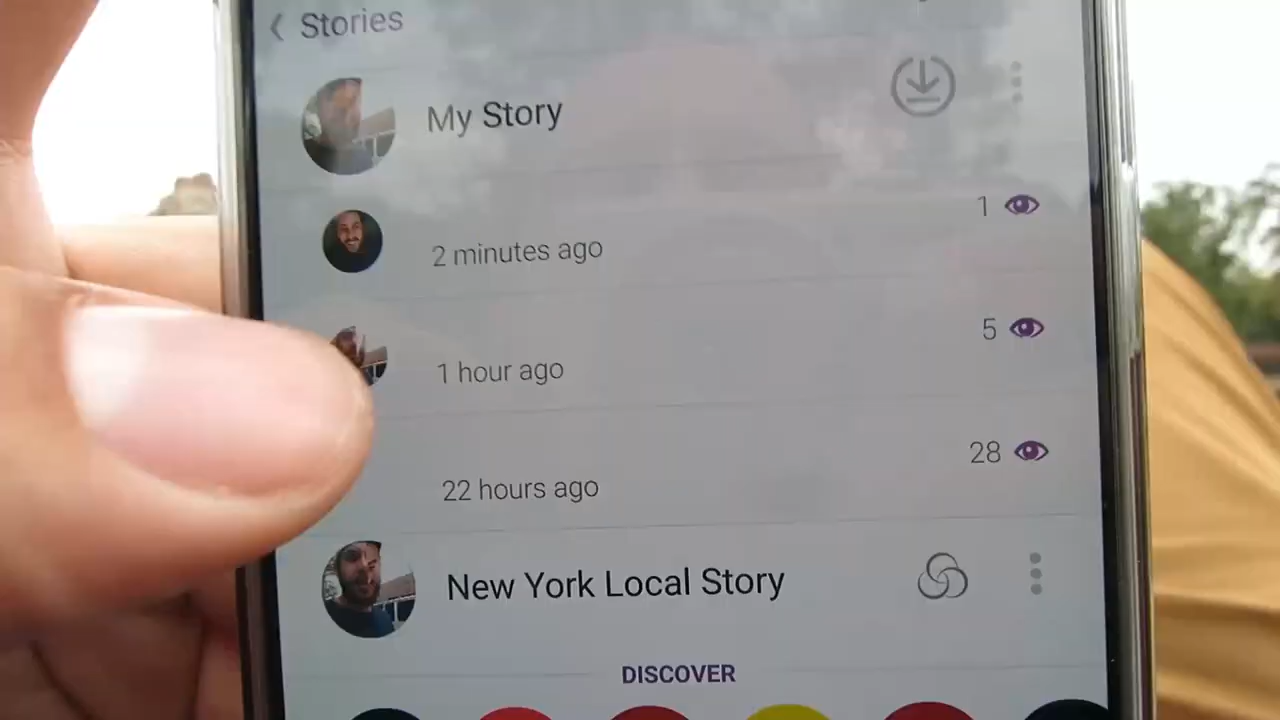 Stories
My Story
1
2 minutes ago
5
1 hour ago
28
22 hours ago
New York Local Story
DISCOVER